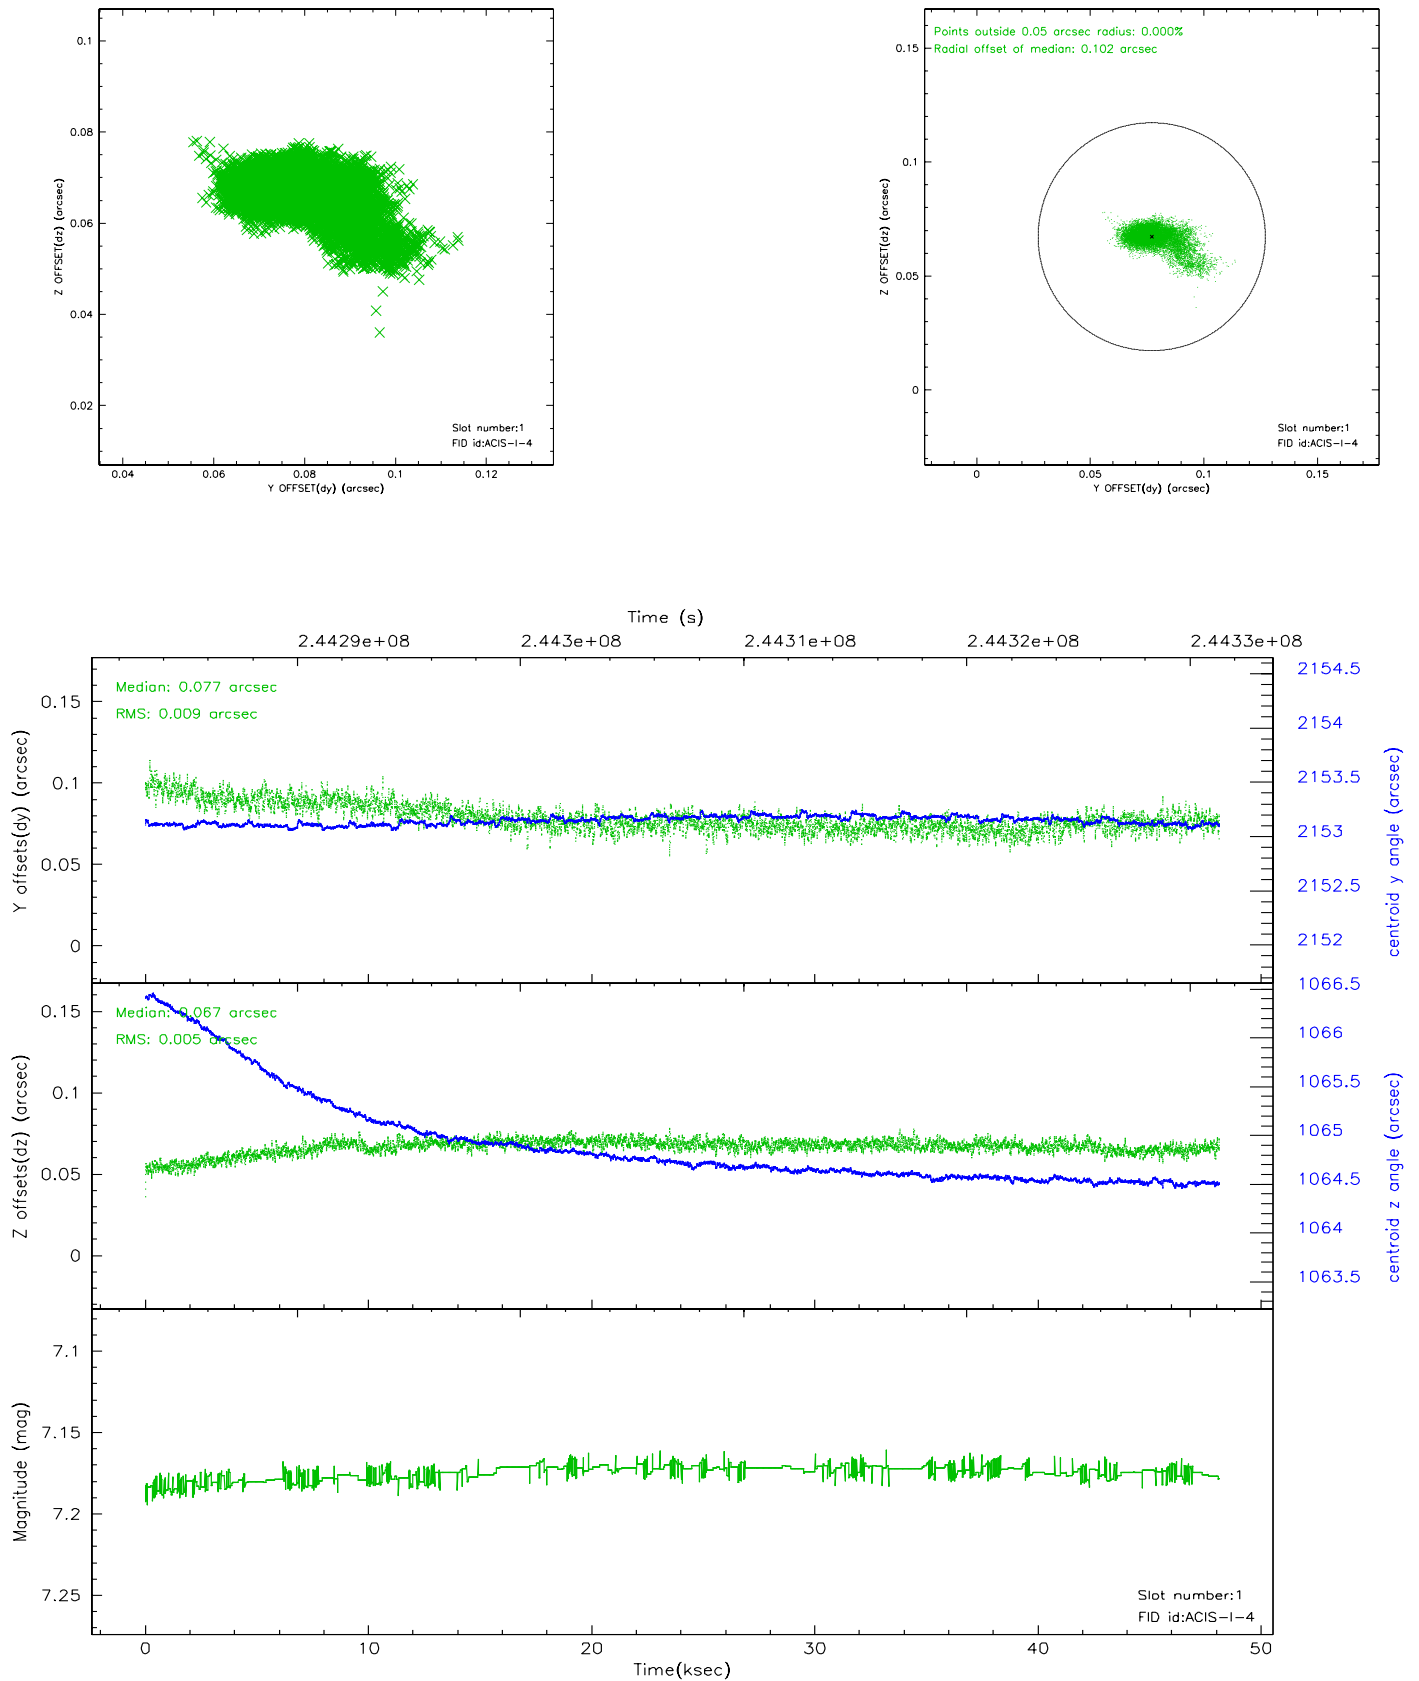 0.1
0.08
0.06
0.04
0.02
Z OFFSET(dz) (arcsec)
Slot number:1
FID id:ACIS-I-4
0.04 0.06 0.08 0.1 0.12
Y OFFSET(dy) (arcsec)
Points outside 0.05 arcsec radius: 0.000%
Radial offset of median: 0.102 arcsec
0.15
0.1
0.05
0
Z OFFSET(dz) (arcsec)
Slot number:1
FID id:ACIS-I-4
0 0.05 0.1 0.15
Y OFFSET(dy) (arcsec)
Time (s)
2.4429e+08 2.443e+08 2.4431e+08 2.4432e+08 2.4433e+08
Median: 0.077 arcsec
RMS: 0.009 arcsec
0.15
0.1
0.05
0
Y offsets(dy) (arcsec)
2154.5
2154
2153.5
2153
2152.5
2152
centroid y angle (arcsec)
Median: 0.067 arcsec
RMS: 0.005 arcsec
0.15
0.1
0.05
0
Z offsets(dz) (arcsec)
1066.5
1066
1065.5
1065
1064.5
1064
1063.5
centroid z angle (arcsec)
7.1
7.15
7.2
7.25
Magnitude (mag)
Slot number:1
FID id:ACIS-I-4
0 10 20 30 40 50
Time(ksec)